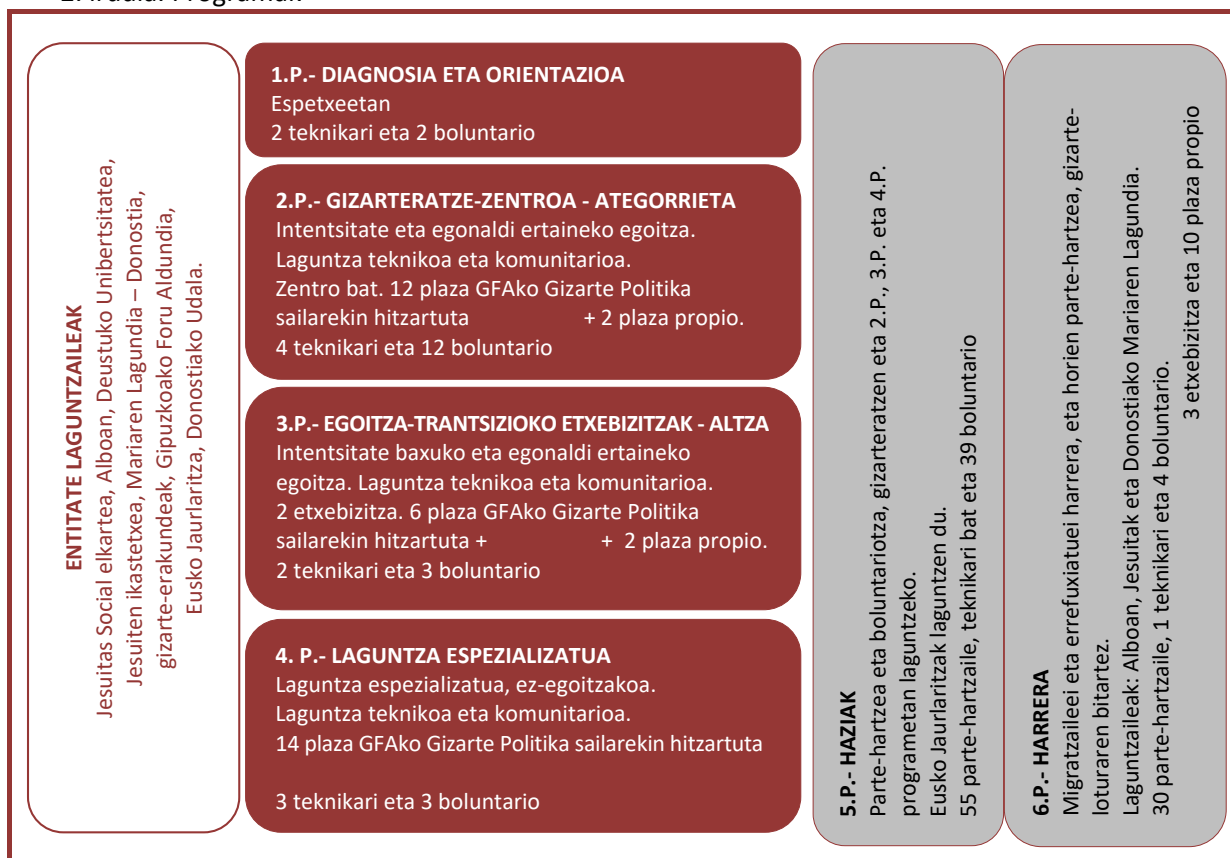 ENTITATE LAGUNTZAILEAK
Jesuitas Social elkartea, Alboan, Deustuko Unibertsitatea,
Jesuiten ikastetxea, Mariaren Lagundia – Donostia,
gizarte-erakundeak, Gipuzkoako Foru Aldundia,
Eusko Jaurlaritza, Donostiako Udala.
1.P.- DIAGNOSIA ETA ORIENTAZIOA
Espetxeetan
2 teknikari eta 2 boluntario
2.P.- GIZARTERATZE-ZENTROA - ATEGORRIETA
Intentsitate eta egonaldi ertaineko egoitza.
Laguntza teknikoa eta komunitarioa.
Zentro bat. 12 plaza GFAko Gizarte Politika
sailarekin hitzartuta + 2 plaza propio.
4 teknikari eta 12 boluntario
3.P.- EGOITZA-TRANTSIZIOKO ETXEBIZITZAK - ALTZA
Intentsitate baxuko eta egonaldi ertaineko
egoitza. Laguntza teknikoa eta komunitarioa.
2 etxebizitza. 6 plaza GFAko Gizarte Politika
sailarekin hitzartuta + + 2 plaza propio.
2 teknikari eta 3 boluntario
4. P.- LAGUNTZA ESPEZIALIZATUA
Laguntza espezializatua, ez-egoitzakoa.
Laguntza teknikoa eta komunitarioa.
14 plaza GFAko Gizarte Politika sailarekin hitzartuta
3 teknikari eta 3 boluntario
5.P.- HAZIAK
Parte-hartzea eta boluntariotza, gizarteratzen eta 2.P., 3.P. eta 4.P.
programetan laguntzeko.
Eusko Jaurlaritzak laguntzen du.
55 parte-hartzaile, teknikari bat eta 39 boluntario
6.P.- HARRERA
Migratzaileei eta errefuxiatuei harrera, eta horien parte-hartzea, gizarte-
loturaren bitartez.
Laguntzaileak: Alboan, Jesuitak eta Donostiako Mariaren Lagundia.
30 parte-hartzaile, 1 teknikari eta 4 boluntario.
3 etxebizitza eta 10 plaza propio